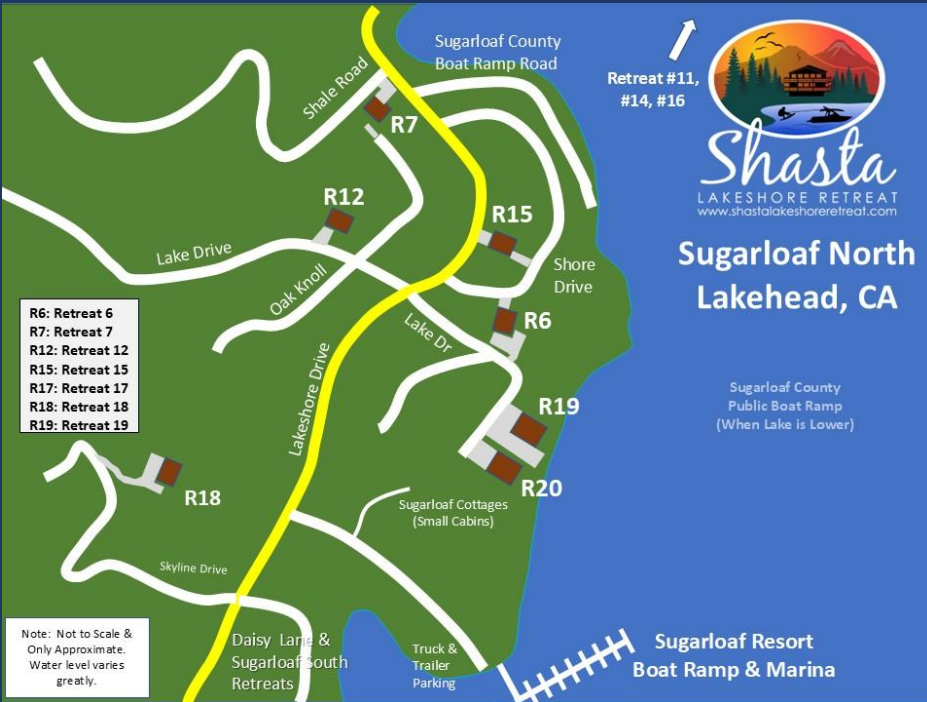 Sugarloaf County
Boat Ramp Road
Retreat #11,
#14, #16
Shasta
LAKESHORE RETREAT
www.shastalakeshoreretreat.com
Sugarloaf North
Lakehead, CA
Shale Road
R7
R12
R15
Lake Drive
Oak Knoll
Shore
Drive
R6
Lake Dr
Lakeshore Drive
R6: Retreat 6
R7: Retreat 7
R12: Retreat 12
R15: Retreat 15
R17: Retreat 17
R18: Retreat 18
R19: Retreat 19
Sugarloaf County
Public Boat Ramp
(When Lake is Lower)
R19
R20
R18
Sugarloaf Cottages
(Small Cabins)
Skyline Drive
Note: Not to Scale &
Only Approximate.
Water level varies
greatly.
Daisy Lane &
Sugarloaf South
Retreats
Truck &
Trailer
Parking
Sugarloaf Resort
Boat Ramp & Marina